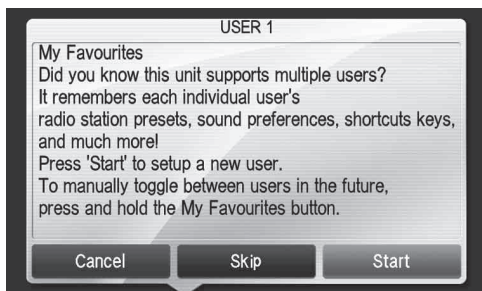 USER 1
My Favourites
Did you know this unit supports multiple users?
It remembers each individual user's
radio station presets, sound preferences, shortcuts keys,
and much more!
Press 'Start' to setup a new user.
To manually toggle between users in the future,
press and hold the My Favourites button.
Cancel Skip Start